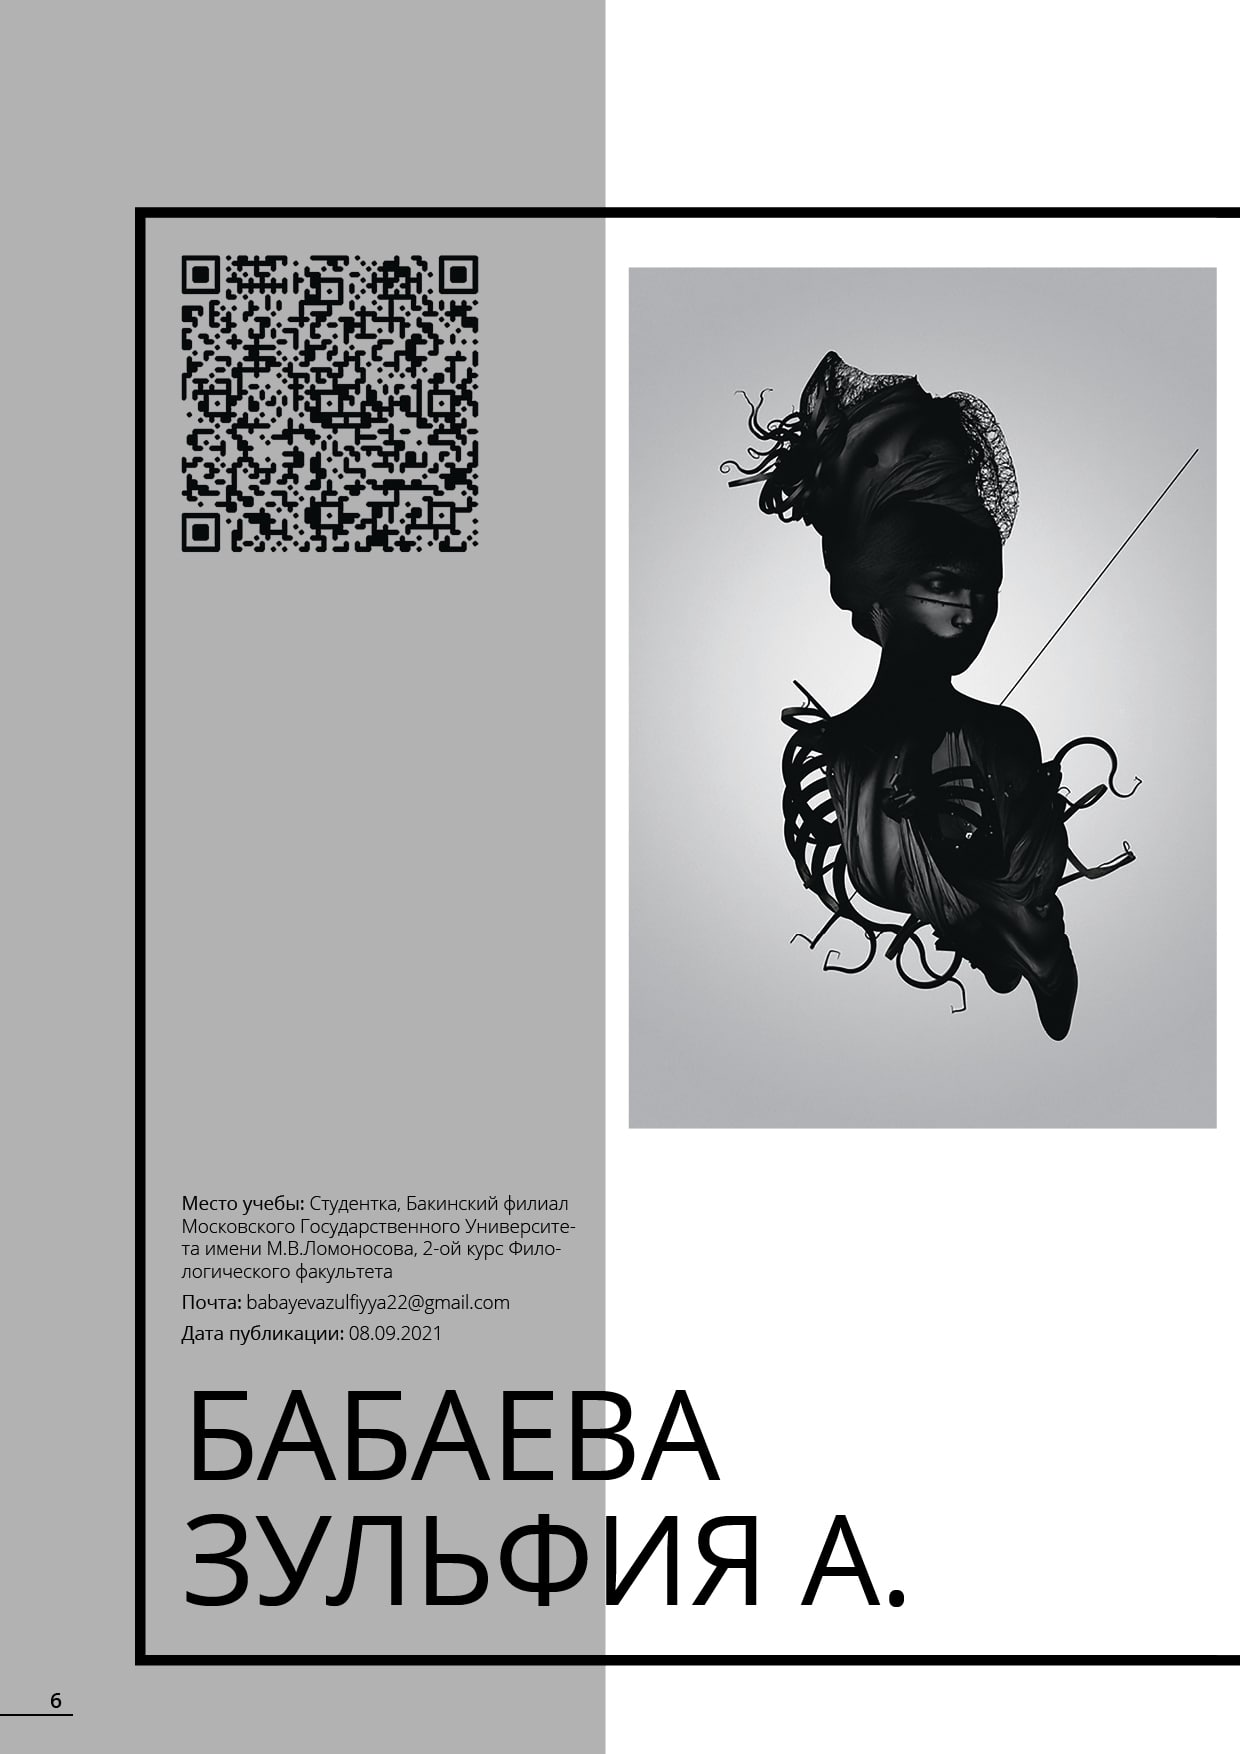 Место учебы: Студентка, Бакинский филиал
Московского Государственного Университе-
та имени М.В.Ломоносова, 2-ой курс Фило-
логического факультета
Почта: babayevazulfiyya22@gmail.com
Дата публикации: 08.09.2021
БАБАЕВА
ЗУЛЬФИЯ А.
6